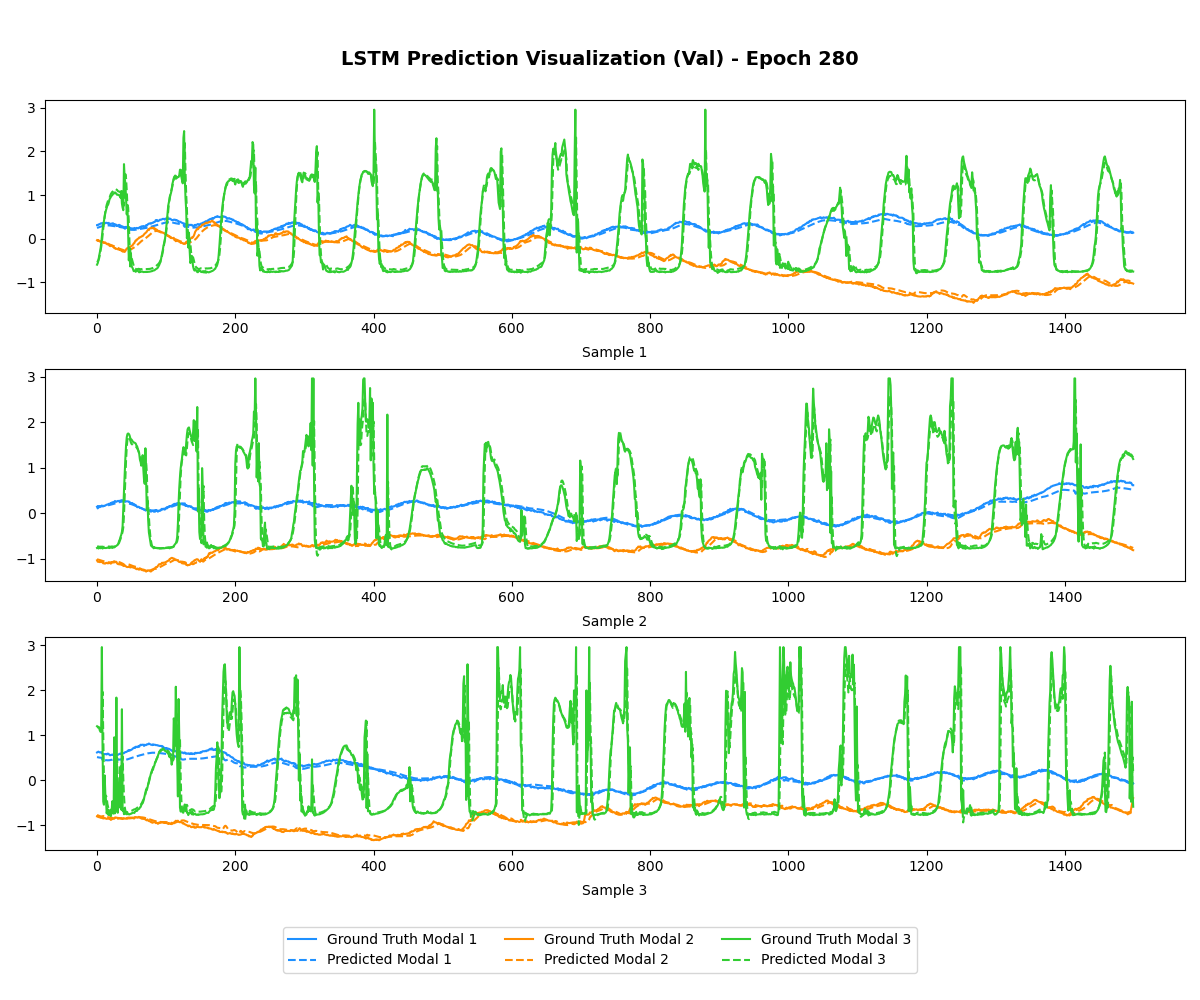 LSTM Prediction Visualization (Val) - Epoch 280
3
2
1
0
−1
0 200 400 600 800 1000 1200 1400
Sample 1
3
2
1
0
−1
0 200 400 600 800 1000 1200 1400
Sample 2
3
2
1
0
−1
0 200 400 600 800 1000 1200 1400
Sample 3
Ground Truth Modal 1 Ground Truth Modal 2 Ground Truth Modal 3
Predicted Modal 1 Predicted Modal 2 Predicted Modal 3